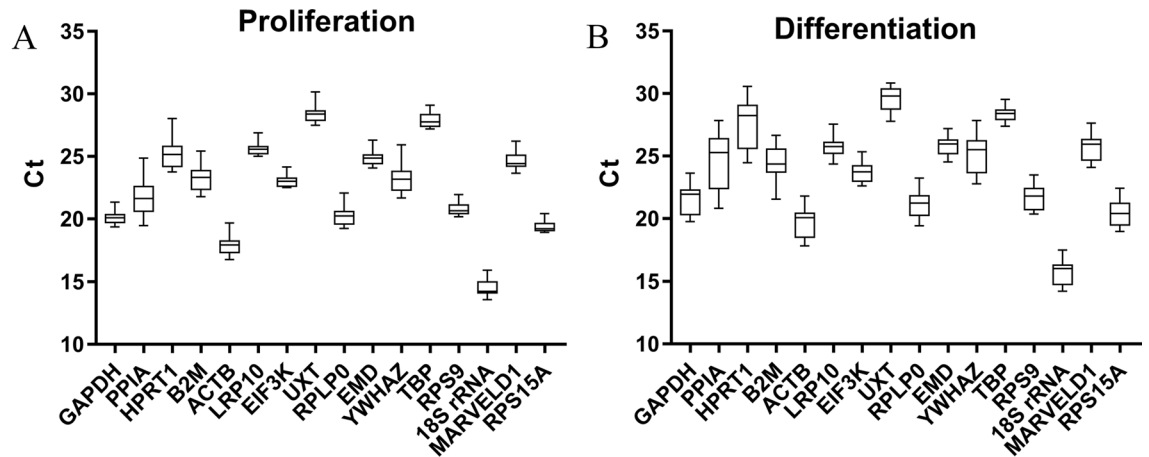 A
Proliferation
Ct
35
30
25
20
15
10
GAPDH
PPIA
HPRT1
B2M
ACTB
LRP10
EIF3K
UXT
RPLP0
EMD
YWHAZ
TBP
RPS9
18S rRNA
MARVELD1
RPS15A
B
Differentiation
Ct
35
30
25
20
15
10
GAPDH
PPIA
HPRT1
B2M
ACTB
LRP10
EIF3K
UXT
RPLP0
EMD
YWHAZ
TBP
RPS9
18S rRNA
MARVELD1
RPS15A